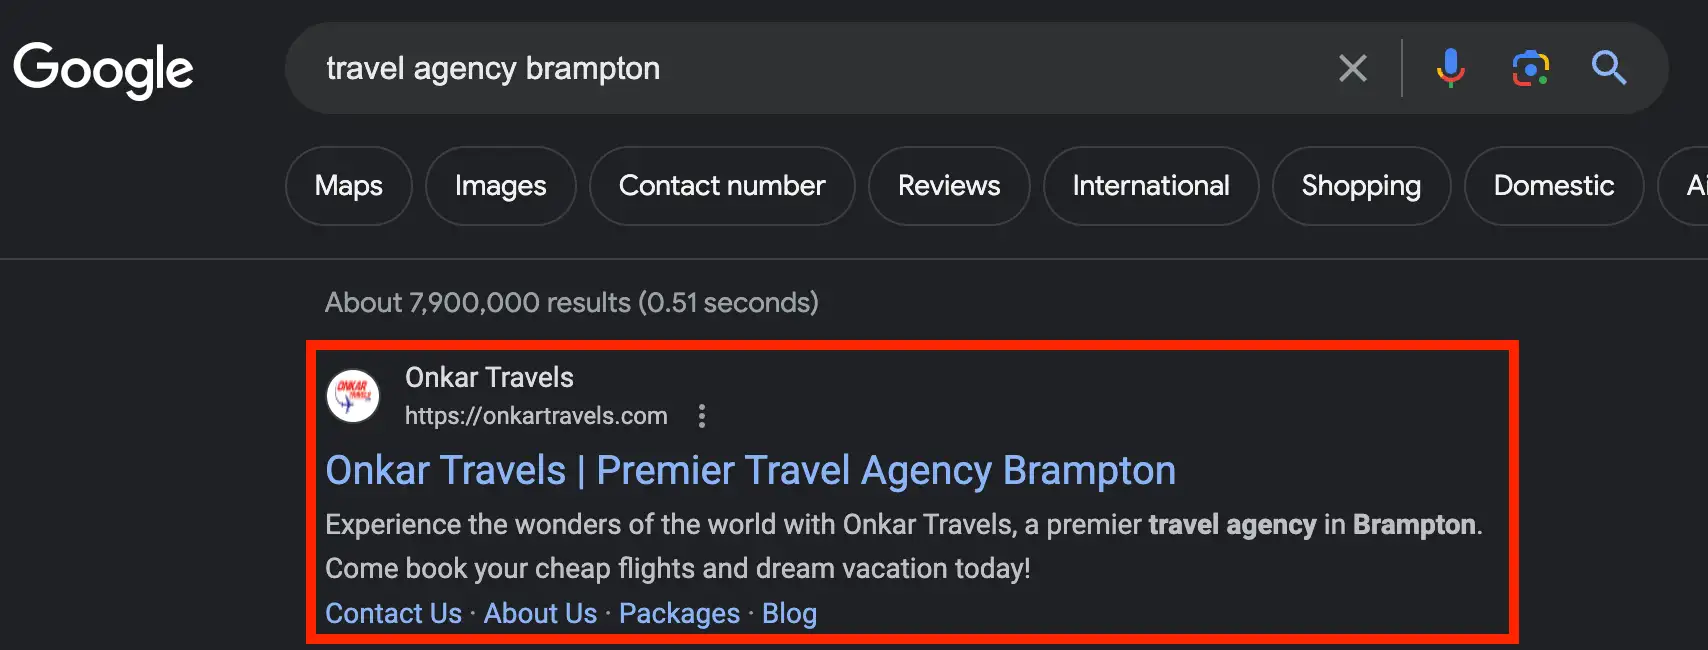 Google
travel agency brampton
Maps Images Contact number Reviews International Shopping Domestic
About 7,900,000 results (0.51 seconds)
ONKAR
TRAVELS
Onkar Travels
https://onkartravels.com
Onkar Travels | Premier Travel Agency Brampton
Experience the wonders of the world with Onkar Travels, a premier travel agency in Brampton.
Come book your cheap flights and dream vacation today!
Contact Us · About Us · Packages · Blog